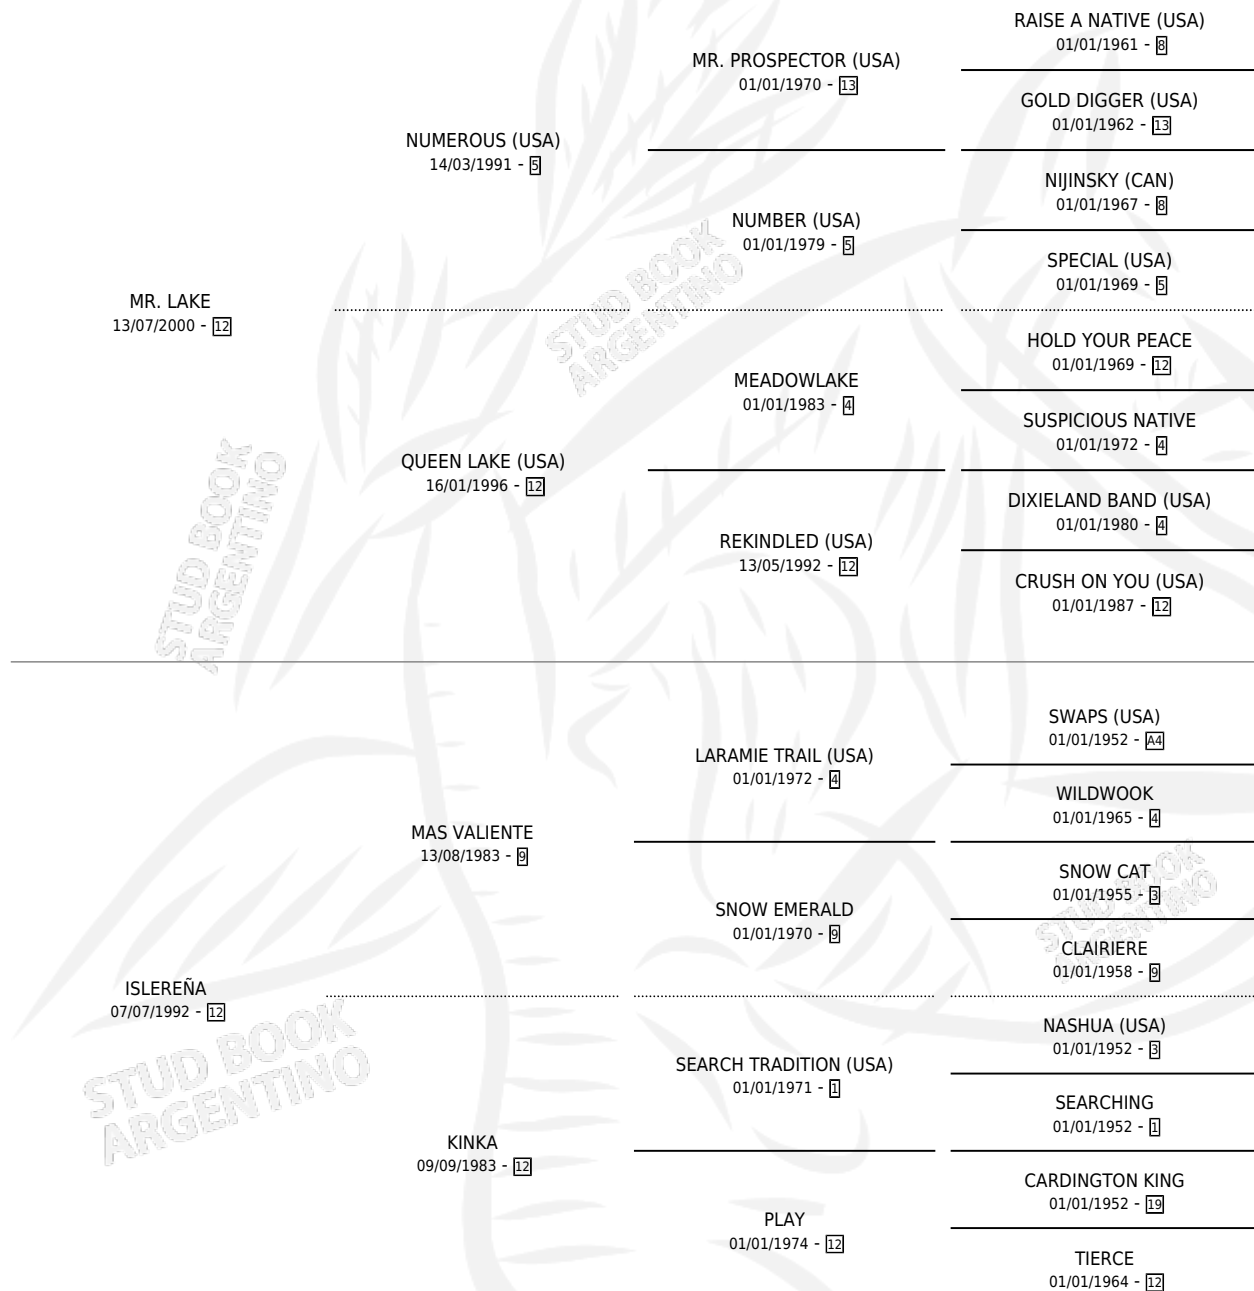 RAISE A NATIVE (USA)
01/01/1961 - 8
MR. PROSPECTOR (USA)
01/01/1970 - 13
GOLD DIGGER (USA)
01/01/1962 - 13
NUMEROUS (USA)
14/03/1991 - 5
NIJINSKY (CAN)
01/01/1967 - 8
NUMBER (USA)
01/01/1979 - 5
SPECIAL (USA)
01/01/1969 - 5
MR. LAKE
13/07/2000 - 12
HOLD YOUR PEACE
01/01/1969 - 12
MEADOWLAKE
01/01/1983 - 4
SUSPICIOUS NATIVE
01/01/1972 - 4
QUEEN LAKE (USA)
16/01/1996 - 12
DIXIELAND BAND (USA)
01/01/1980 - 4
REKINDLED (USA)
13/05/1992 - 12
CRUSH ON YOU (USA)
01/01/1987 - 12
SWAPS (USA)
01/01/1952 - A4
LARAMIE TRAIL (USA)
01/01/1972 - 4
WILDWOOK
01/01/1965 - 4
MAS VALIENTE
13/08/1983 - 9
SNOW CAT
01/01/1955 - 3
SNOW EMERALD
01/01/1970 - 9
CLAIRIERE
01/01/1958 - 9
ISLEREÑA
07/07/1992 - 12
NASHUA (USA)
01/01/1952 - 3
SEARCH TRADITION (USA)
01/01/1971 - 1
SEARCHING
01/01/1952 - 1
KINKA
09/09/1983 - 12
CARDINGTON KING
01/01/1952 - 19
PLAY
01/01/1974 - 12
TIERCE
01/01/1964 - 12
STUD BOOK
ARGENTINO
STUD BOOK
ARGENTINO
STUD BOOK
ARGENTINO
STUD BOOK
ARGENTINO